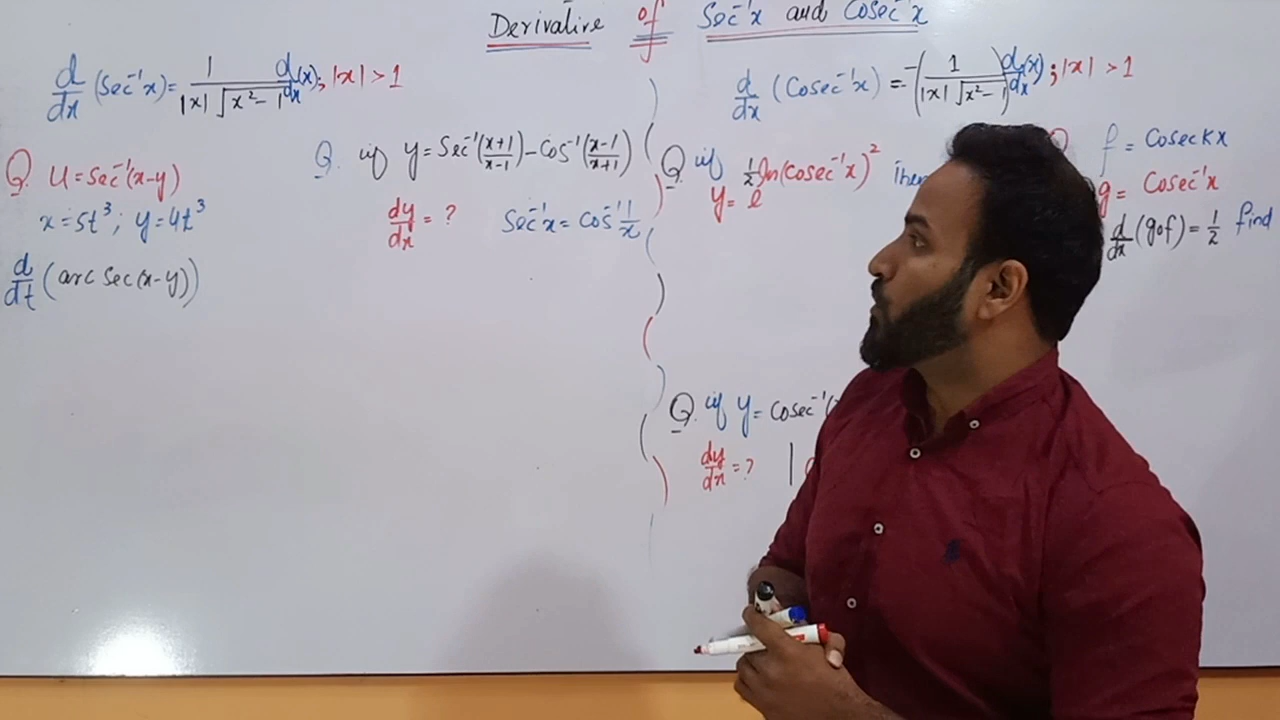 Derivative of Sec⁻¹x and Cosec⁻¹x
d/dx (Sec⁻¹x) = 1/(|x|√(x²-1)) d/dx(x); |x| > 1
d/dx (Cosec⁻¹x) = -(1/(|x|√(x²-1))) d/dx(x); |x| > 1
Q. U = Sec⁻¹(x-y)
x = 5t³; y = 4t³
d/dt (arc Sec(x-y))
Q. if y = Sec⁻¹((x+1)/(x-1)) - Cos⁻¹((x-1)/(x+1))
dy/dx = ?
Sec⁻¹x = Cos⁻¹ 1/x
Q if y = e^(½ ln(Cosec⁻¹x)²)
f = Coseckx
g = Cosec⁻¹x
d/dx (gof) = ½ find
Q. if y = Cosec⁻¹(
dy/dx = ?